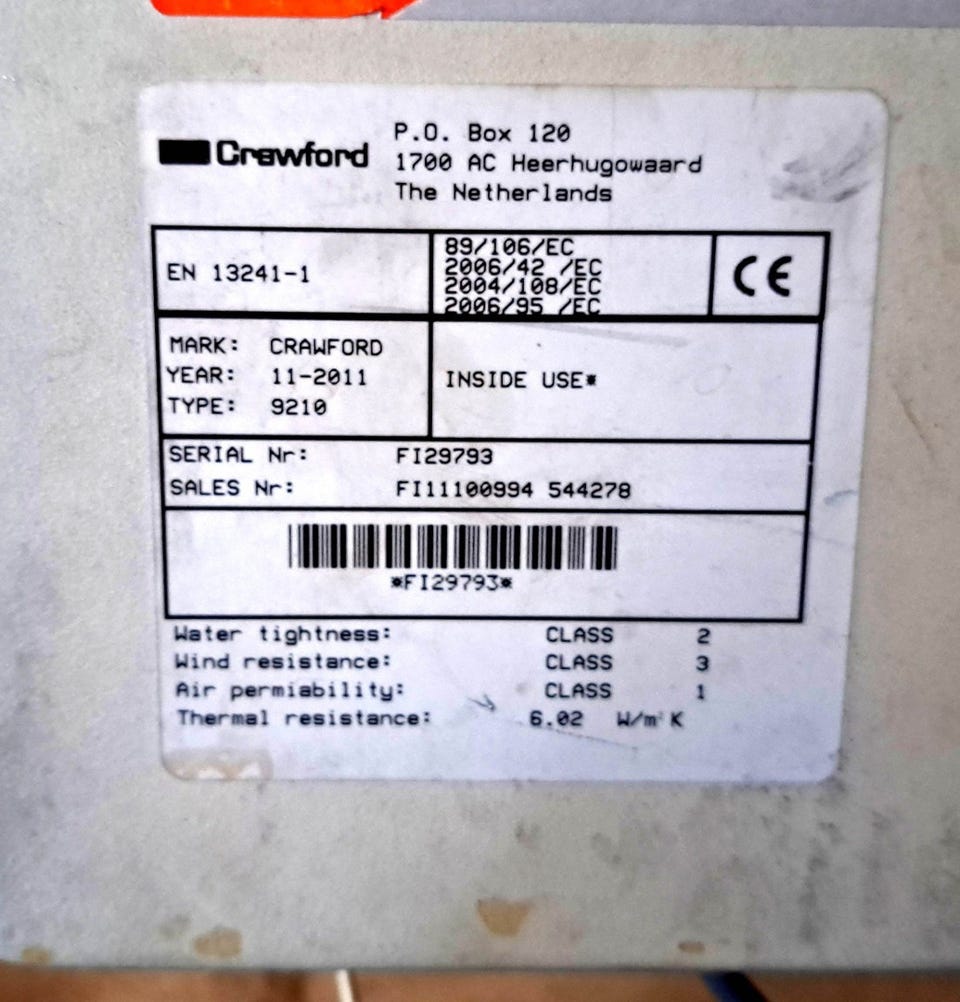 Crawford
P.O. Box 120
1700 AC Heerhugowaard
The Netherlands
EN 13241-1
89/106/EC
2006/42 /EC
2004/108/EC
2006/95 /EC
CE
MARK: CRAWFORD
YEAR: 11-2011
TYPE: 9210
INSIDE USE*
SERIAL Nr: FI29793
SALES Nr: FI11100994 544278
*FI29793*
Water tightness: CLASS 2
Wind resistance: CLASS 3
Air permiability: CLASS 1
Thermal resistance: 6.02 W/m² K